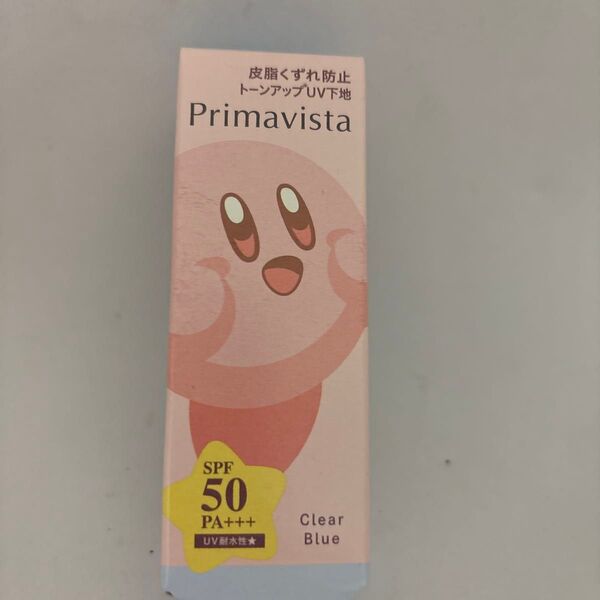 皮脂くずれ防止
トーンアップUV下地
Primavista
SPF
50
PA+++
UV耐水性★
Clear
Blue